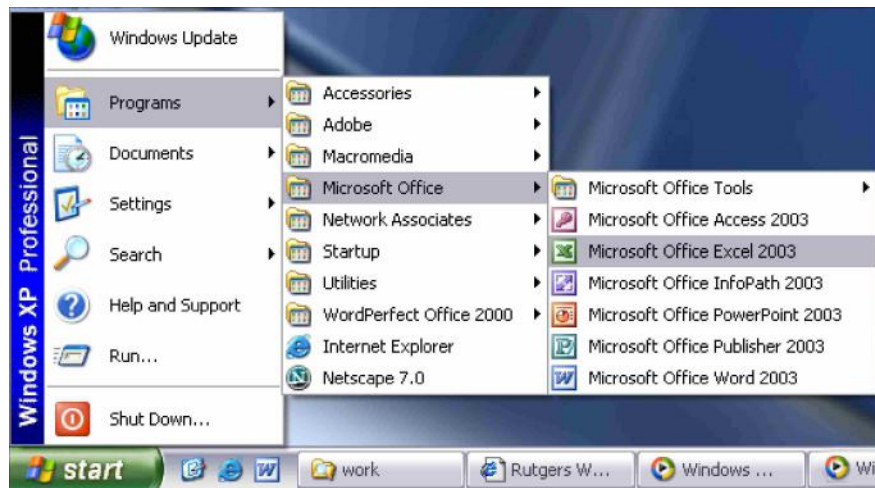 Windows Update
Programs
Documents
Settings
Search
Help and Support
Run...
Shut Down...
Windows XP Professional
Accessories
Adobe
Macromedia
Microsoft Office
Network Associates
Startup
Utilities
WordPerfect Office 2000
Internet Explorer
Netscape 7.0
Microsoft Office Tools
Microsoft Office Access 2003
Microsoft Office Excel 2003
Microsoft Office InfoPath 2003
Microsoft Office PowerPoint 2003
Microsoft Office Publisher 2003
Microsoft Office Word 2003
start
work
Rutgers W...
Windows ...
Wi